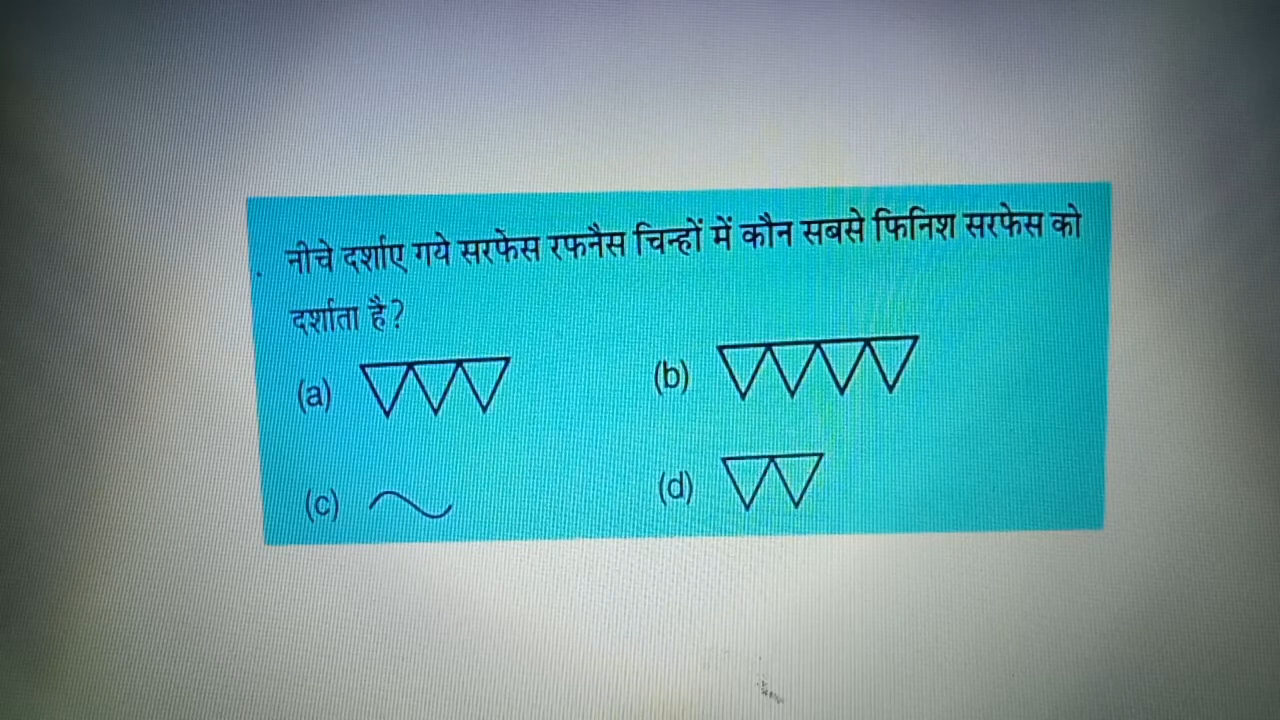 . नीचे दर्शाए गये सरफेस रफनैस चिन्हों में कौन सबसे फिनिश सरफेस को
दर्शाता है?
(a) (b)
(c) (d)